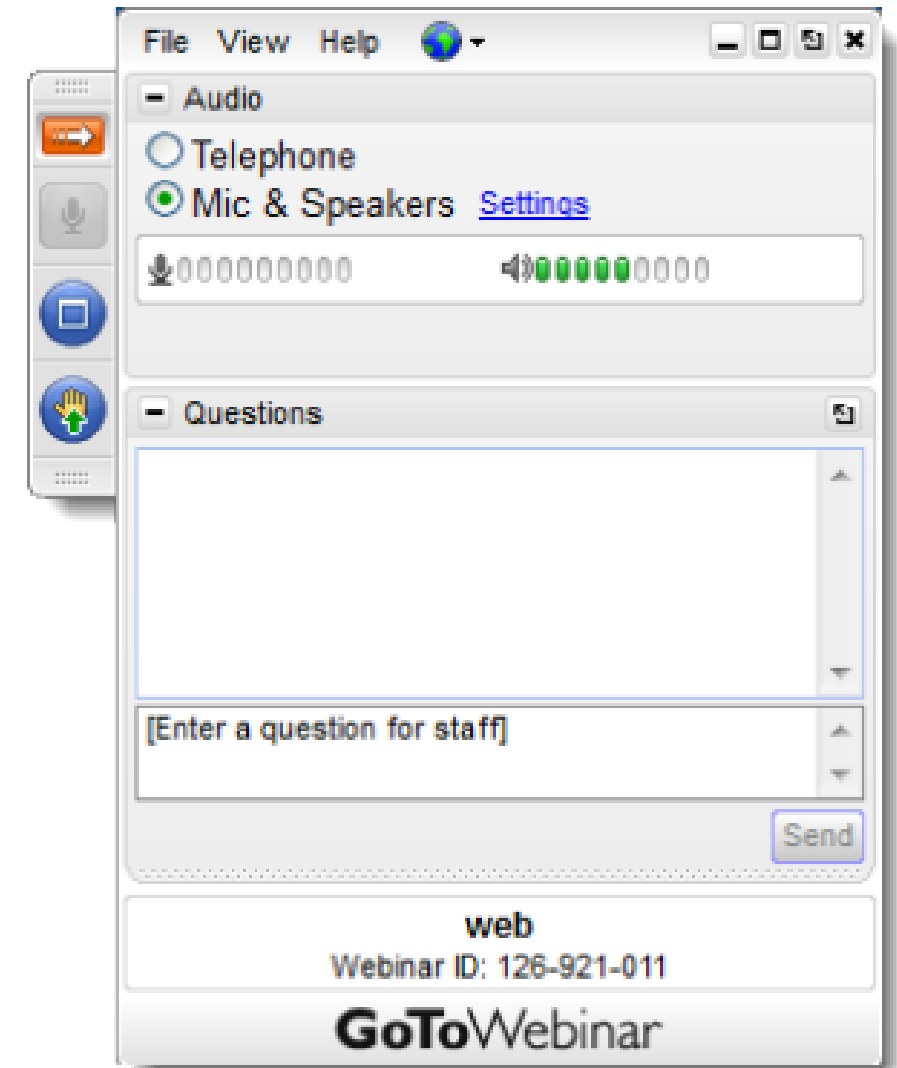 File View Help
Audio
Telephone
Mic & Speakers Settings
Questions
[Enter a question for staff]
Send
web
Webinar ID: 126-921-011
GoToWebinar